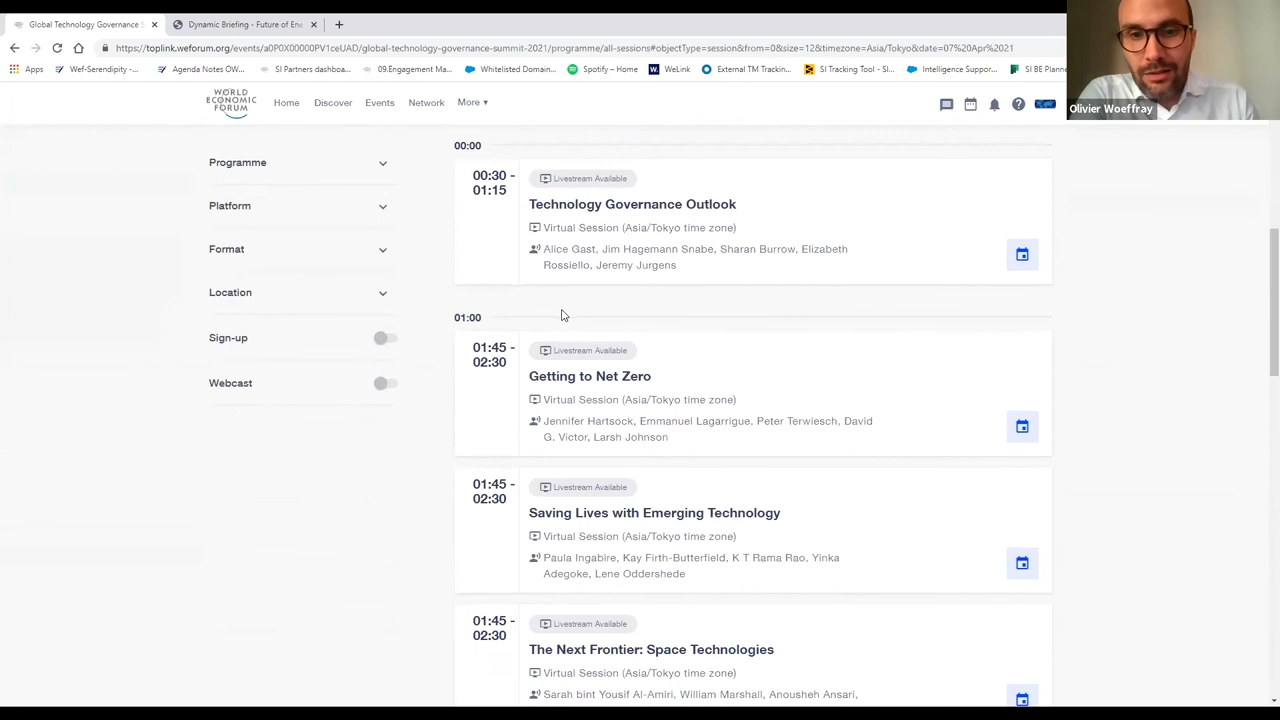 Global Technology Governance S
Dynamic Briefing - Future of Ene
https://toplink.weforum.org/events/a0P0X00000PV1ceUAD/global-technology-governance-summit-2021/programme/all-sessions#objectType=session&from=0&size=12&timezone=Asia/Tokyo&date=07%20Apr%2021
Apps
Wef-Serendipity -...
Agenda Notes OW...
SI Partners dashboa...
09.Engagement Ma...
Whitelisted Domain...
Spotify – Home
WeLink
External TM Trackin...
SI Tracking Tool - SI...
Intelligence Suppor...
SI BE Planne
Olivier Woeffray
WORLD
ECONOMIC
FORUM
Home
Discover
Events
Network
More
Programme
Platform
Format
Location
Sign-up
Webcast
00:00
00:30 -
01:15
Livestream Available
Technology Governance Outlook
Virtual Session (Asia/Tokyo time zone)
Alice Gast, Jim Hagemann Snabe, Sharan Burrow, Elizabeth
Rossiello, Jeremy Jurgens
01:00
01:45 -
02:30
Livestream Available
Getting to Net Zero
Virtual Session (Asia/Tokyo time zone)
Jennifer Hartsock, Emmanuel Lagarrigue, Peter Terwiesch, David
G. Victor, Larsh Johnson
01:45 -
02:30
Livestream Available
Saving Lives with Emerging Technology
Virtual Session (Asia/Tokyo time zone)
Paula Ingabire, Kay Firth-Butterfield, K T Rama Rao, Yinka
Adegoke, Lene Oddershede
01:45 -
02:30
Livestream Available
The Next Frontier: Space Technologies
Virtual Session (Asia/Tokyo time zone)
Sarah bint Yousif Al-Amiri, William Marshall, Anousheh Ansari,